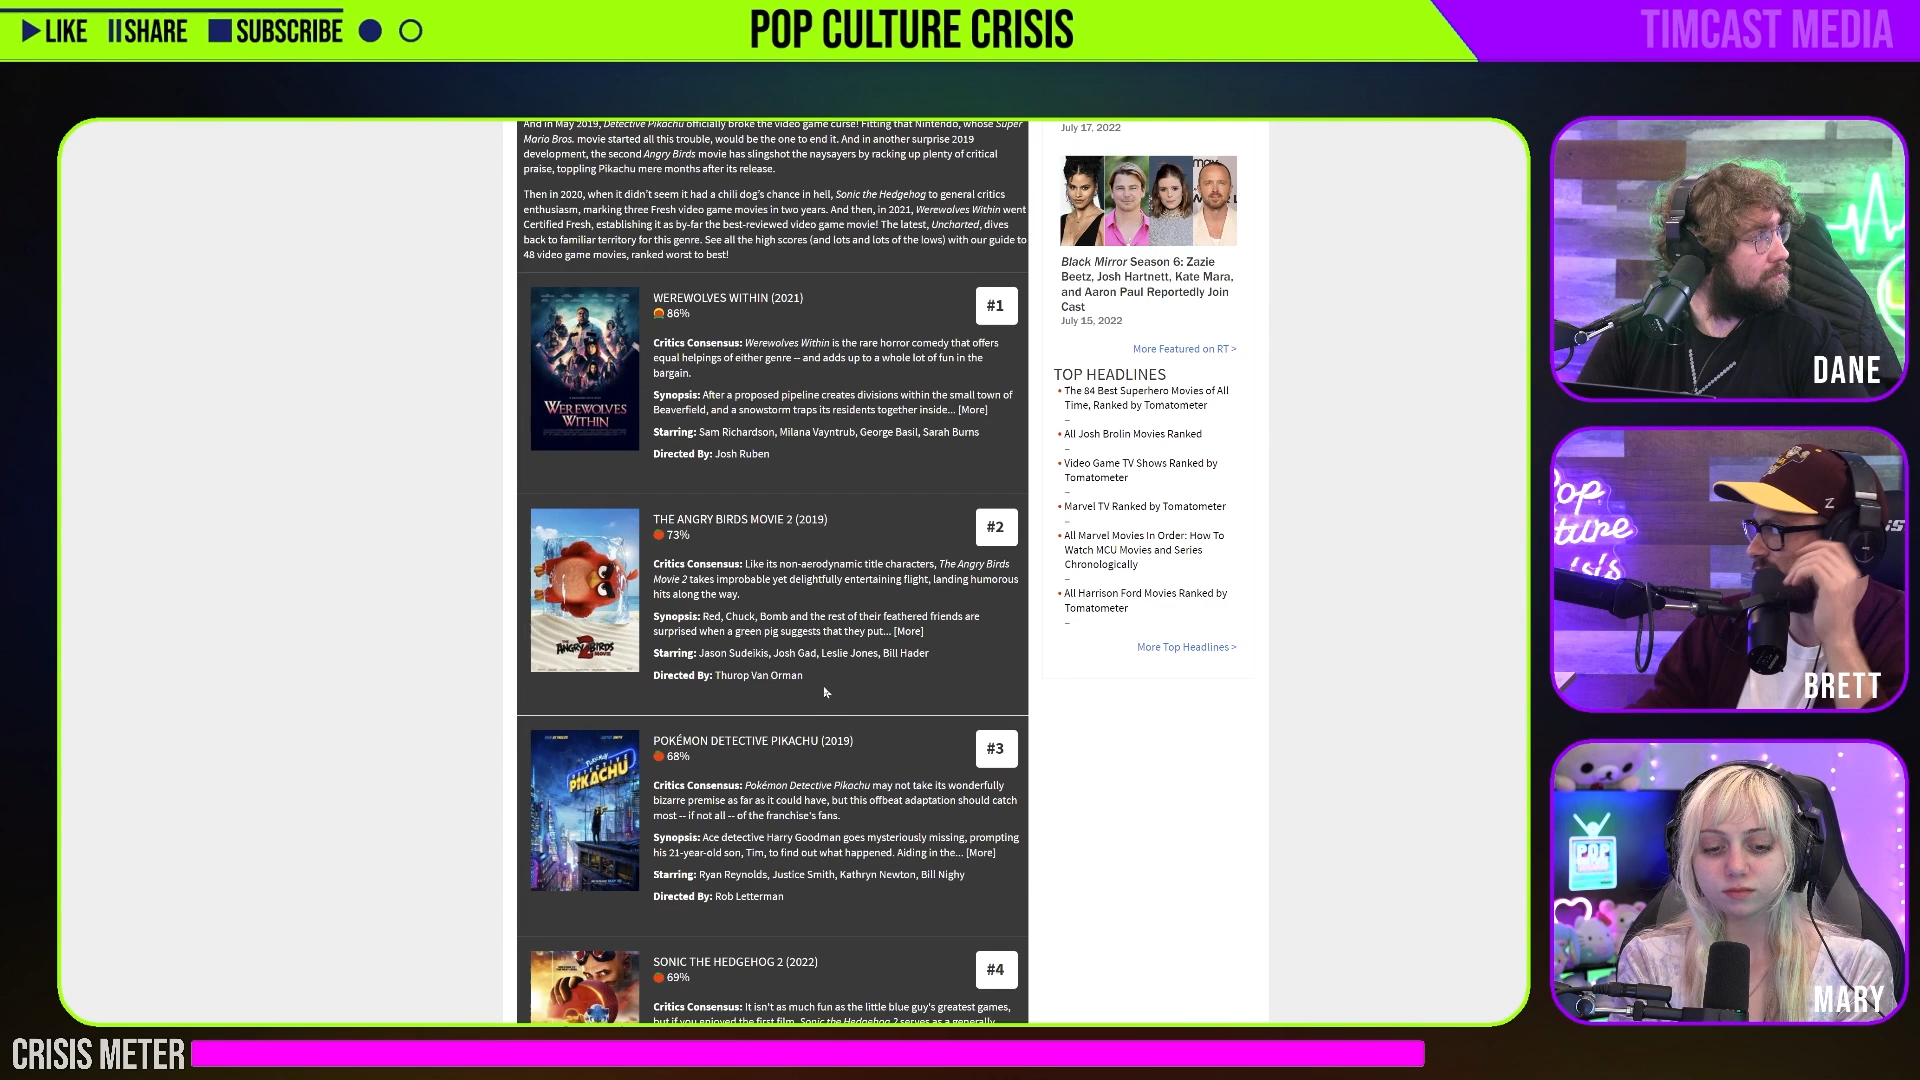 LIKE SHARE SUBSCRIBE
POP CULTURE CRISIS
TIMCAST MEDIA
And in May 2019, Detective Pikachu officially broke the video game curse! Fitting that Nintendo, whose Super
Mario Bros. movie started all this trouble, would be the one to end it. And in another surprise 2019
development, the second Angry Birds movie has slingshot the naysayers by racking up plenty of critical
praise, toppling Pikachu mere months after its release.
Then in 2020, when it didn't seem it had a chili dog's chance in hell, Sonic the Hedgehog to general critics
enthusiasm, marking three Fresh video game movies in two years. And then, in 2021, Werewolves Within went
Certified Fresh, establishing it as by-far the best-reviewed video game movie! The latest, Uncharted, dives
back to familiar territory for this genre. See all the high scores (and lots and lots of the lows) with our guide to
48 video game movies, ranked worst to best!
WEREWOLVES WITHIN (2021)
86%
#1
Critics Consensus: Werewolves Within is the rare horror comedy that offers
equal helpings of either genre -- and adds up to a whole lot of fun in the
bargain.
Synopsis: After a proposed pipeline creates divisions within the small town of
Beaverfield, and a snowstorm traps its residents together inside... [More]
Starring: Sam Richardson, Milana Vayntrub, George Basil, Sarah Burns
Directed By: Josh Ruben
WEREWOLVES
WITHIN
THE ANGRY BIRDS MOVIE 2 (2019)
73%
#2
Critics Consensus: Like its non-aerodynamic title characters, The Angry Birds
Movie 2 takes improbable yet delightfully entertaining flight, landing humorous
hits along the way.
Synopsis: Red, Chuck, Bomb and the rest of their feathered friends are
surprised when a green pig suggests that they put... [More]
Starring: Jason Sudeikis, Josh Gad, Leslie Jones, Bill Hader
Directed By: Thurop Van Orman
ANGRY BIRDS
2
POKÉMON DETECTIVE PIKACHU (2019)
68%
#3
Critics Consensus: Pokémon Detective Pikachu may not take its wonderfully
bizarre premise as far as it could have, but this offbeat adaptation should catch
most -- if not all -- of the franchise's fans.
Synopsis: Ace detective Harry Goodman goes mysteriously missing, prompting
his 21-year-old son, Tim, to find out what happened. Aiding in the... [More]
Starring: Ryan Reynolds, Justice Smith, Kathryn Newton, Bill Nighy
Directed By: Rob Letterman
PIKACHU
SONIC THE HEDGEHOG 2 (2022)
69%
#4
Critics Consensus: It isn't as much fun as the little blue guy's greatest games,
but if you enjoyed the first film, Sonic the Hedgehog 2 serves as a generally
July 17, 2022
Black Mirror Season 6: Zazie
Beetz, Josh Hartnett, Kate Mara,
and Aaron Paul Reportedly Join
Cast
July 15, 2022
More Featured on RT >
TOP HEADLINES
• The 84 Best Superhero Movies of All
Time, Ranked by Tomatometer
–
• All Josh Brolin Movies Ranked
–
• Video Game TV Shows Ranked by
Tomatometer
–
• Marvel TV Ranked by Tomatometer
–
• All Marvel Movies In Order: How To
Watch MCU Movies and Series
Chronologically
–
• All Harrison Ford Movies Ranked by
Tomatometer
–
More Top Headlines >
DANE
BRETT
MARY
POP
CRISIS METER